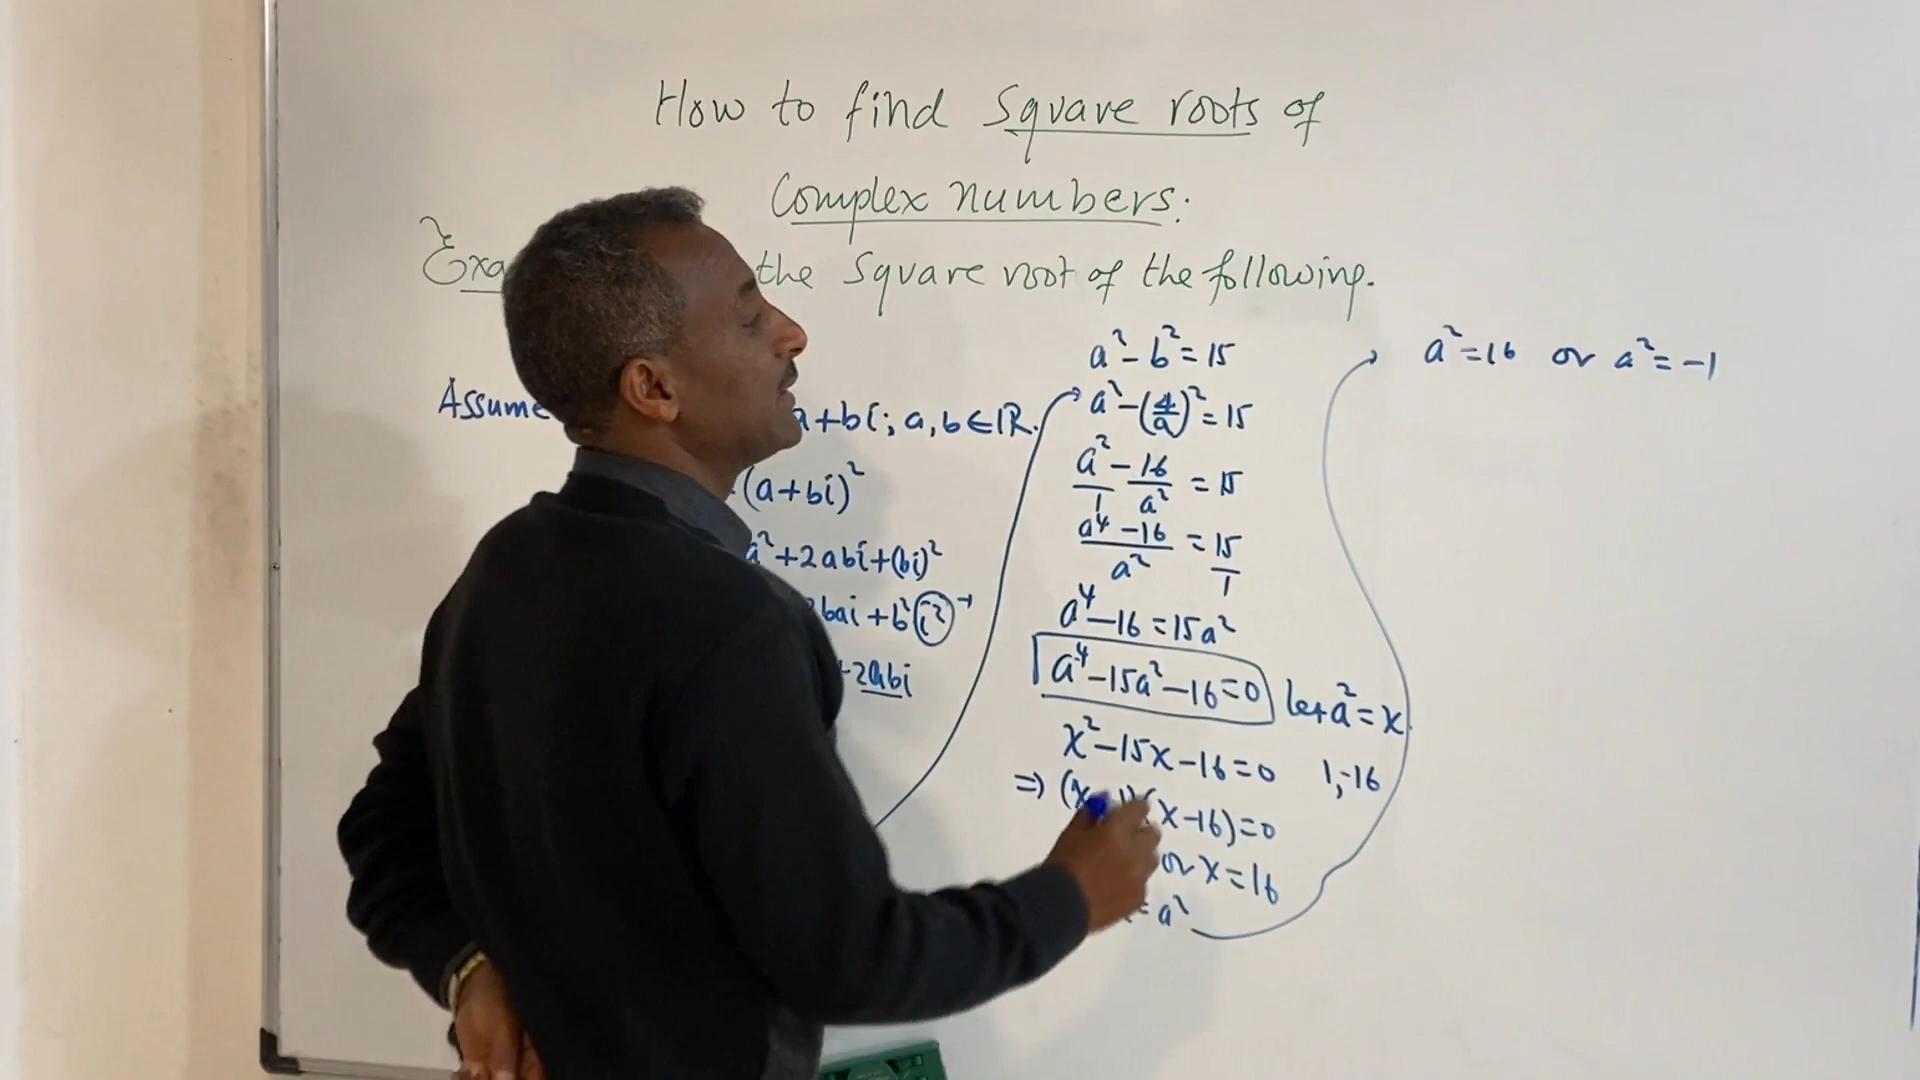 How to find Square roots of
Complex numbers:
the Square root of the following.
Assume a+bi; a,b∈ℝ.
(a+bi)²
a²+2abi+(bi)²
bai+b²i²
2abi
a²-b²=15
a²-(4/a)²=15
a²/1-16/a²=15
(a⁴-16)/a²=15/1
a⁴-16=15a²
a⁴-15a²-16=0 let a²=x
x²-15x-16=0 1,-16
⇒(x-16)=0
or x=16
=a²
a²=16 or a²=-1